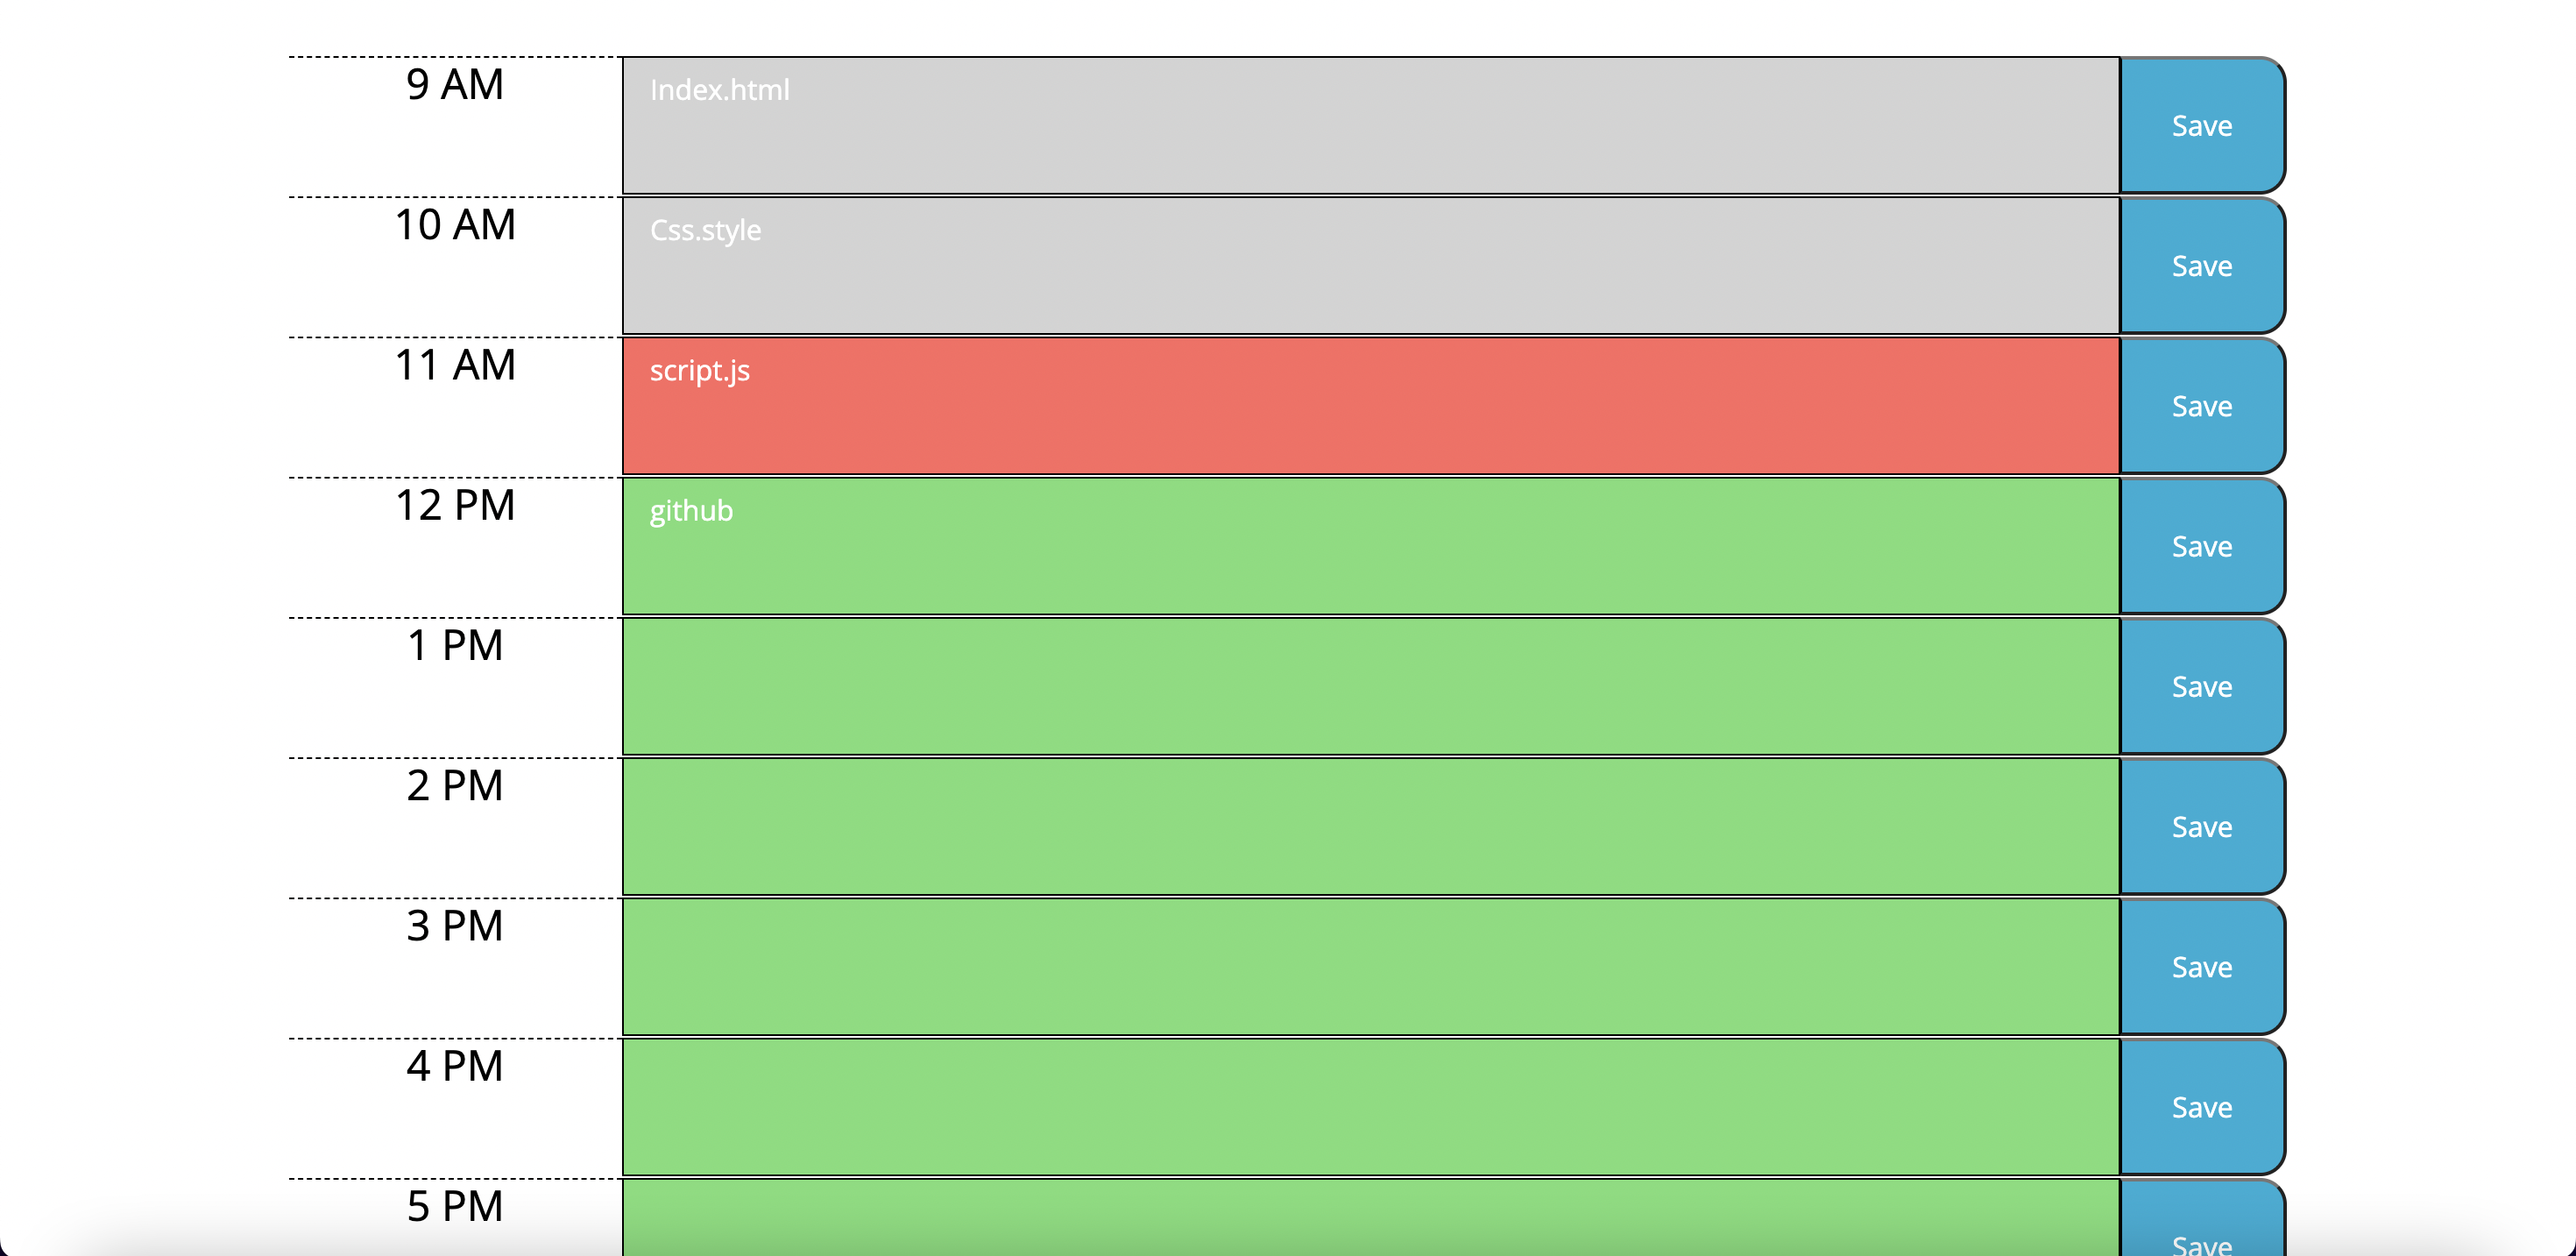 9 AM Index.html Save
10 AM Css.style Save
11 AM script.js Save
12 PM github Save
1 PM Save
2 PM Save
3 PM Save
4 PM Save
5 PM Save